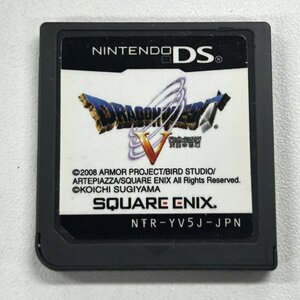 NINTENDO DS
DRAGON QUEST
V
©2008 ARMOR PROJECT/BIRD STUDIO/
ARTEPIAZZA/SQUARE ENIX All Rights Reserved.
©KOICHI SUGIYAMA
SQUARE ENIX.
NTR-YV5J-JPN